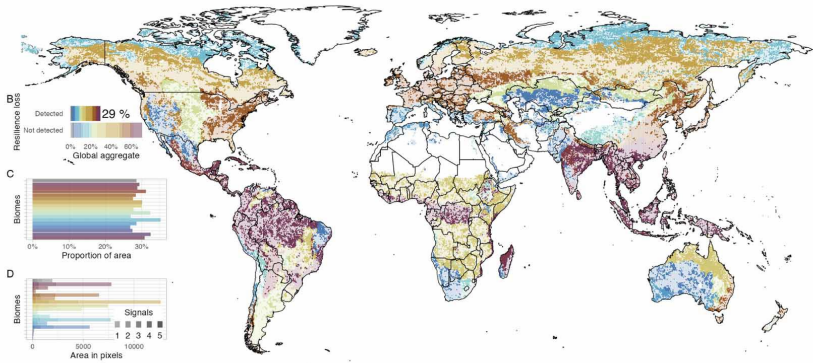 B
Resilience loss
Detected
29 %
Not detected
0% 20% 40% 60%
Global aggregate
C
Biomes
0% 10% 20% 30%
Proportion of area
D
Biomes
Signals
1 2 3 4 5
0 5000 10000
Area in pixels